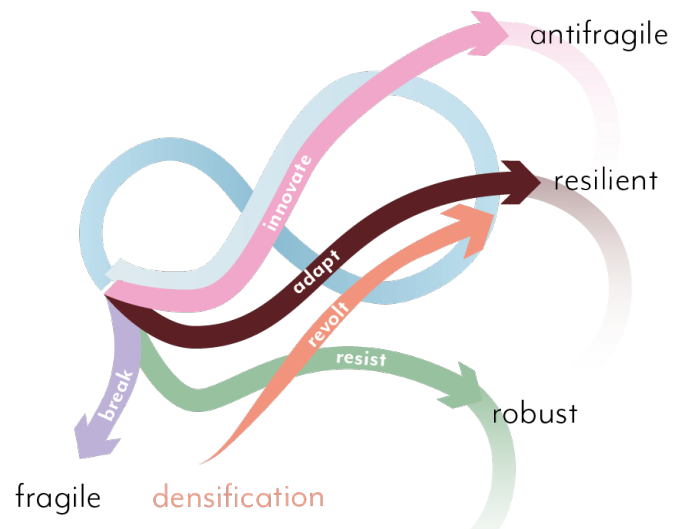 antifragile
innovate
resilient
adapt
revolt
resist
break
robust
fragile
densification